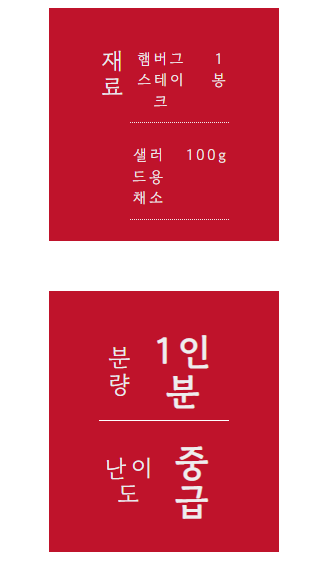 재
료
햄버그
스테이
크
1
봉
샐러
드용
채소
100g
분
량
1인
분
난이
도
중
급